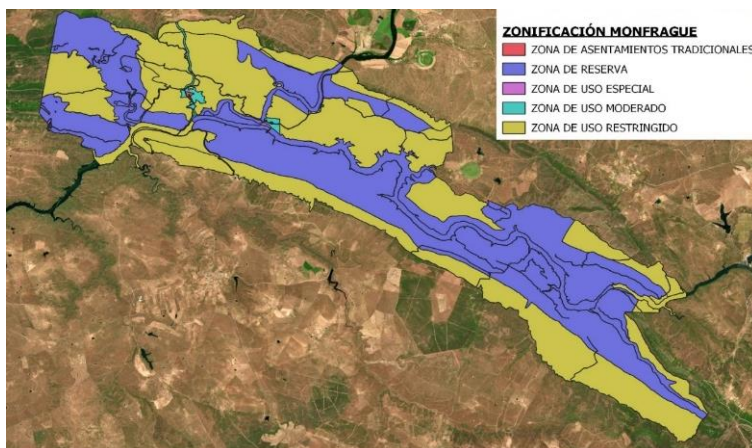 ZONIFICACIÓN MONFRAGUE
ZONA DE ASENTAMIENTOS TRADICIONALES
ZONA DE RESERVA
ZONA DE USO ESPECIAL
ZONA DE USO MODERADO
ZONA DE USO RESTRINGIDO